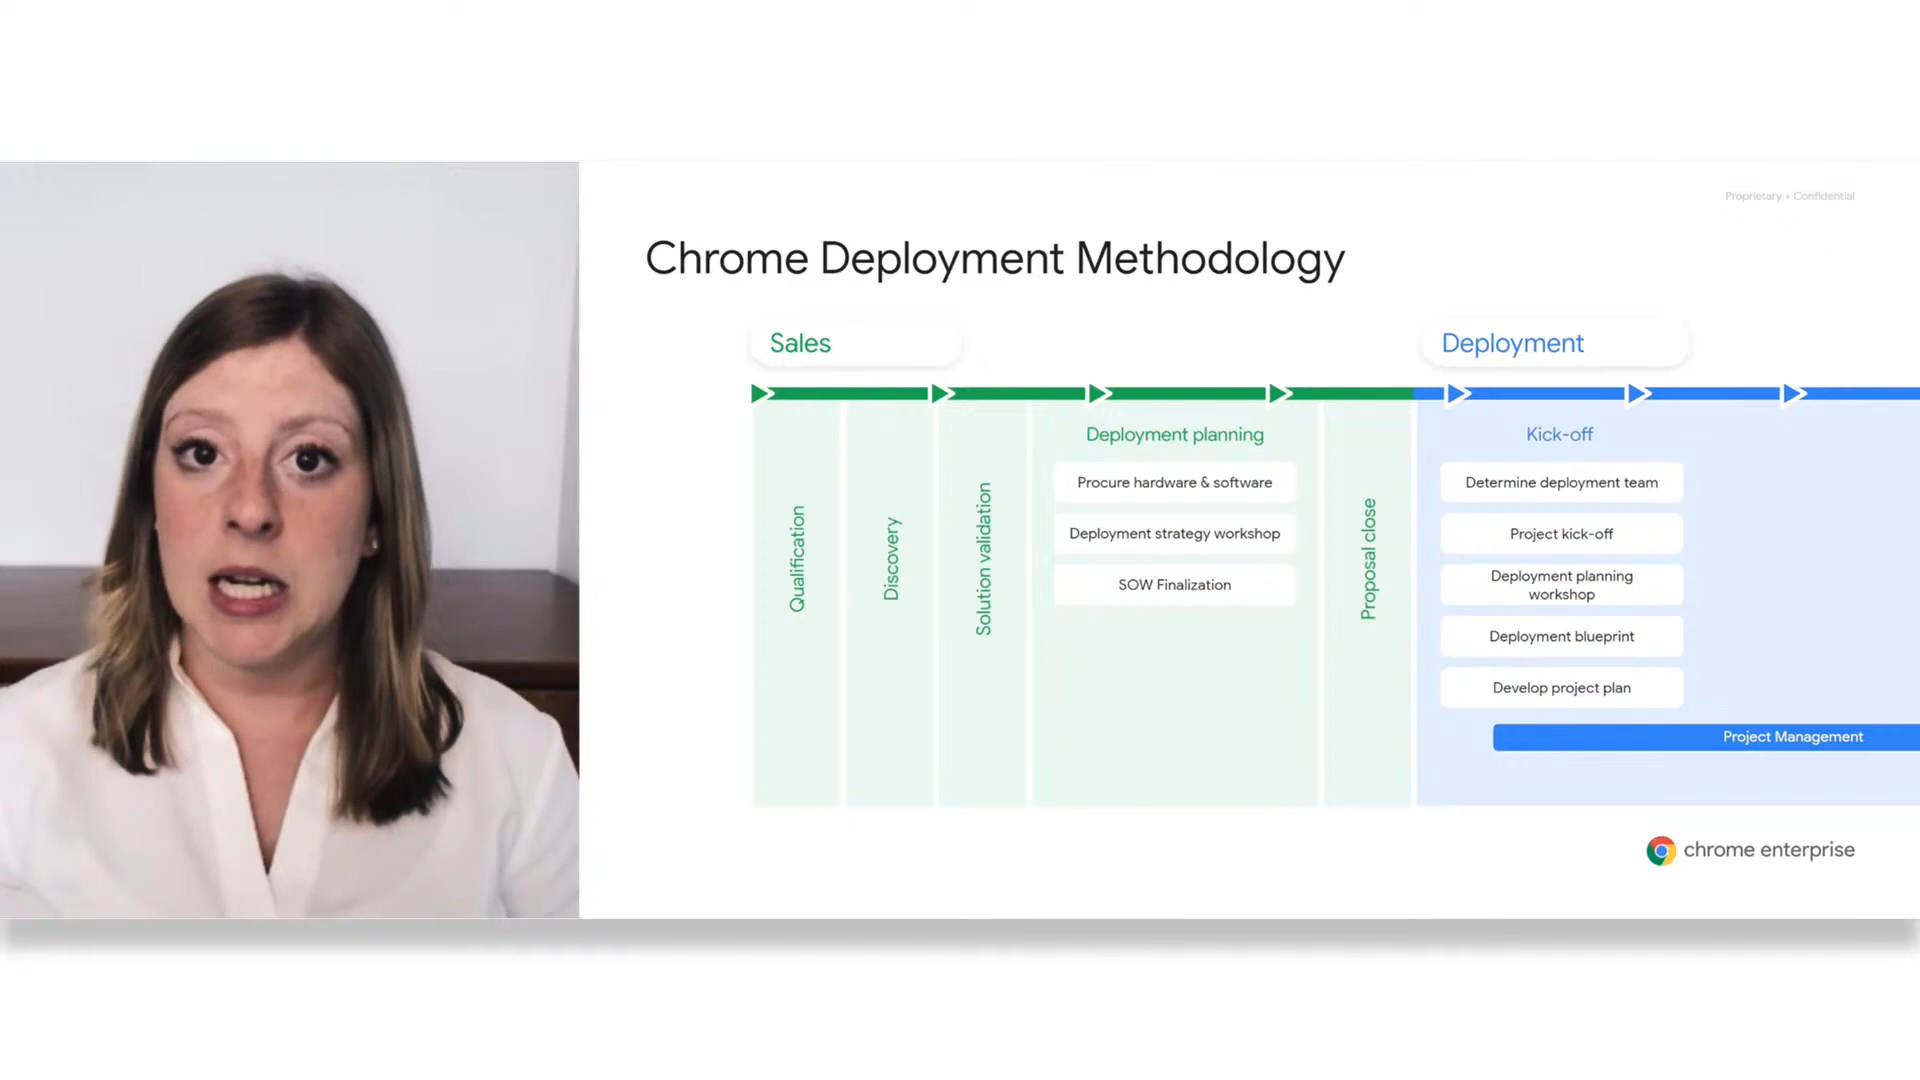 Proprietary + Confidential
Chrome Deployment Methodology
Sales
Deployment
Qualification
Discovery
Solution validation
Deployment planning
Procure hardware & software
Deployment strategy workshop
SOW Finalization
Proposal close
Kick-off
Determine deployment team
Project kick-off
Deployment planning
workshop
Deployment blueprint
Develop project plan
Project Management
chrome enterprise